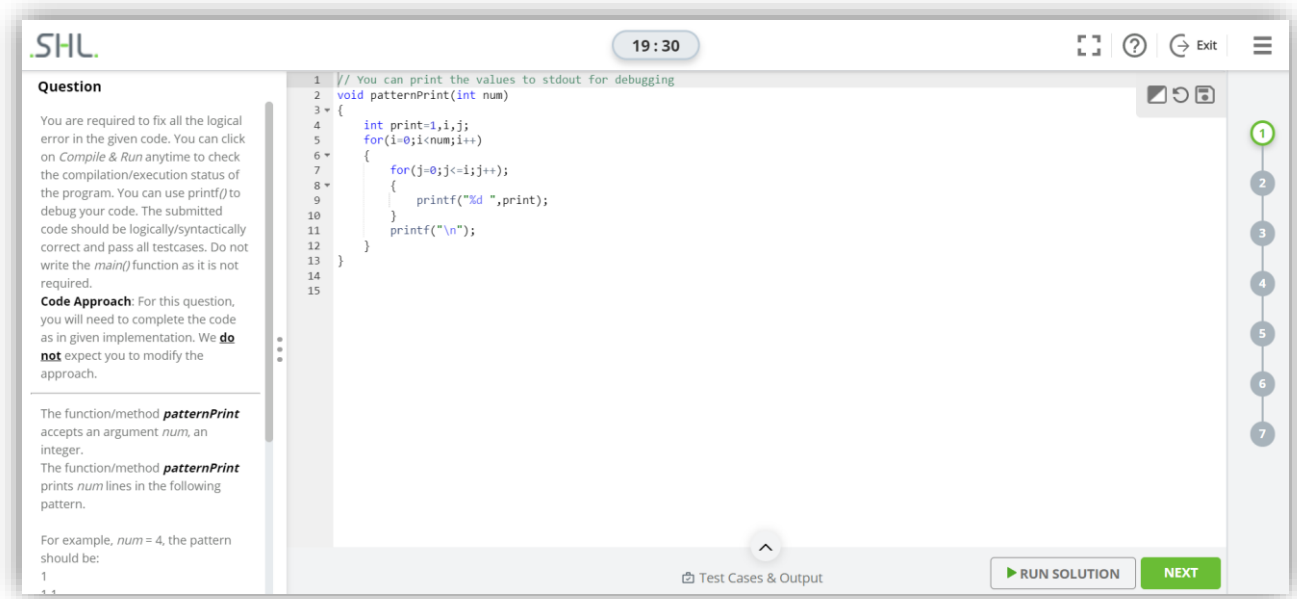 .SHL.
19 : 30
Exit
Question
You are required to fix all the logical
error in the given code. You can click
on Compile & Run anytime to check
the compilation/execution status of
the program. You can use printf() to
debug your code. The submitted
code should be logically/syntactically
correct and pass all testcases. Do not
write the main() function as it is not
required.
Code Approach: For this question,
you will need to complete the code
as in given implementation. We do
not expect you to modify the
approach.
The function/method patternPrint
accepts an argument num, an
integer.
The function/method patternPrint
prints num lines in the following
pattern.
For example, num = 4, the pattern
should be:
1
1 1
1 // You can print the values to stdout for debugging
2 void patternPrint(int num)
3 {
4     int print=1,i,j;
5     for(i=0;i<num;i++)
6     {
7         for(j=0;j<=i;j++);
8         {
9             printf("%d ",print);
10         }
11         printf("\n");
12     }
13 }
14
15
1
2
3
4
5
6
7
Test Cases & Output
RUN SOLUTION
NEXT